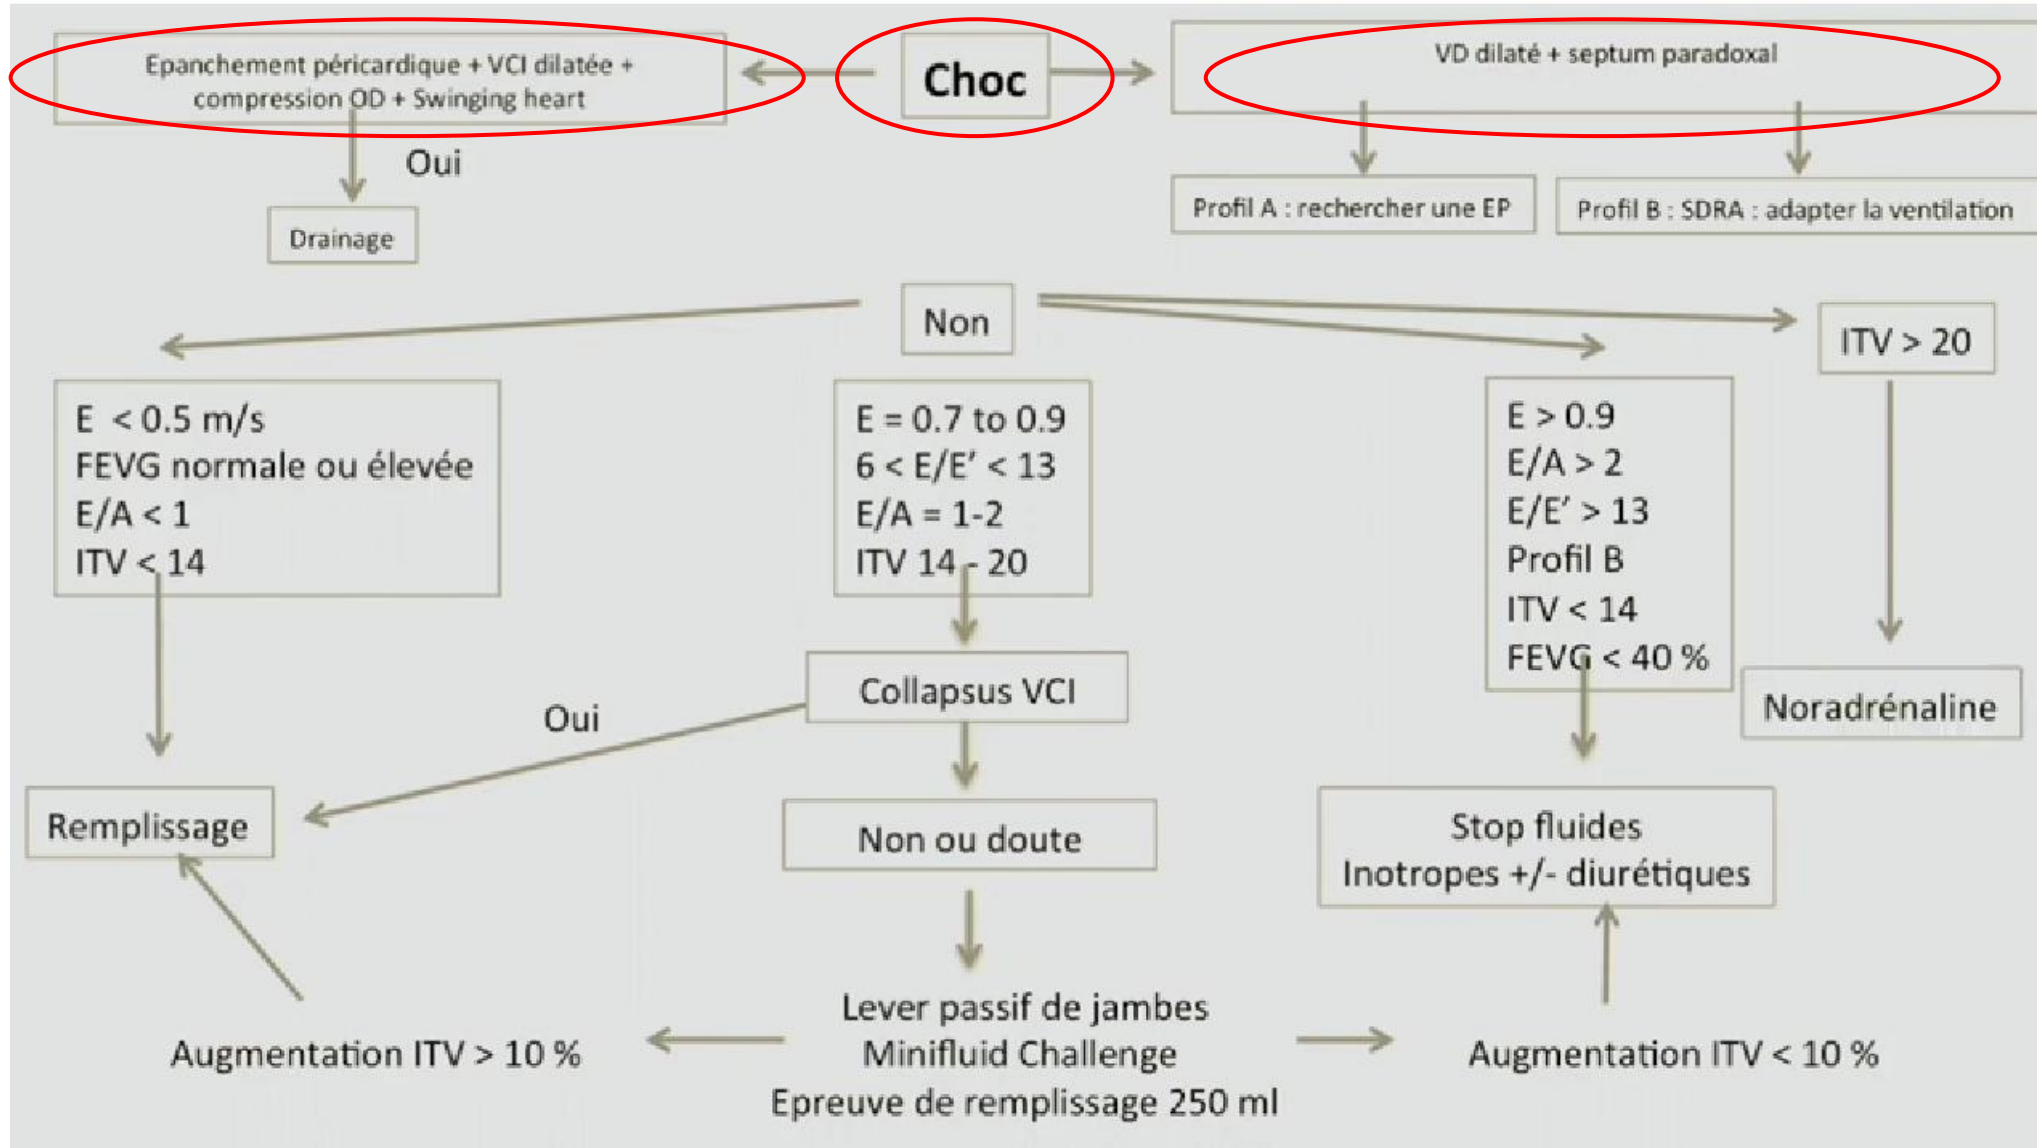 Epanchement péricardique + VCI dilatée +
compression OD + Swinging heart
Choc
VD dilaté + septum paradoxal
Oui
Drainage
Profil A : rechercher une EP
Profil B : SDRA : adapter la ventilation
Non
ITV > 20
E < 0.5 m/s
FEVG normale ou élevée
E/A < 1
ITV < 14
E = 0.7 to 0.9
6 < E/E' < 13
E/A = 1-2
ITV 14 - 20
E > 0.9
E/A > 2
E/E' > 13
Profil B
ITV < 14
FEVG < 40 %
Collapsus VCI
Noradrénaline
Oui
Remplissage
Non ou doute
Stop fluides
Inotropes +/- diurétiques
Augmentation ITV > 10 %
Lever passif de jambes
Minifluid Challenge
Epreuve de remplissage 250 ml
Augmentation ITV < 10 %